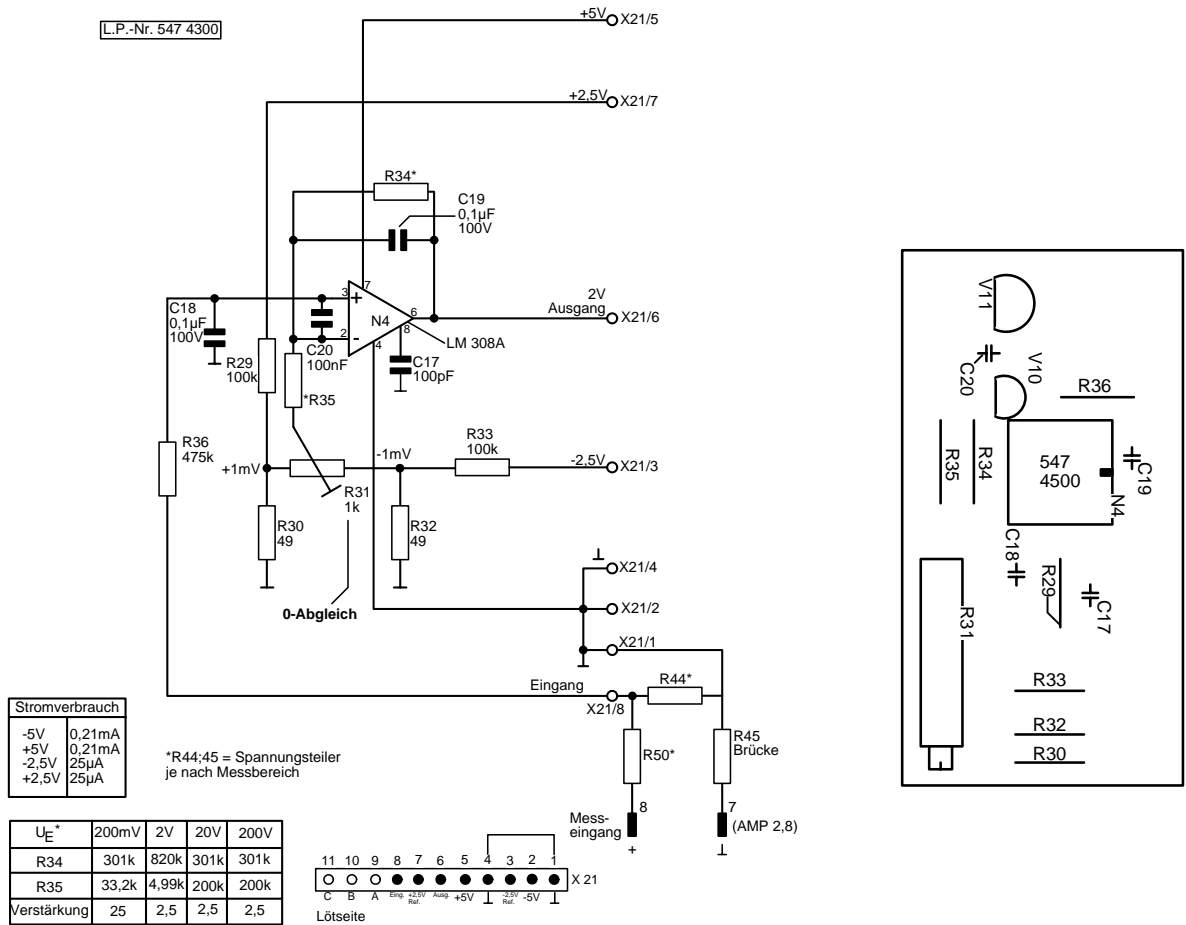 L.P.-Nr. 547 4300
+5V
X21/5
+2,5V
X21/7
R34*
C19
0,1µF
100V
C18
0,1µF
100V
3
+
7
N4
6
2
-
8
4
LM 308A
2V
Ausgang
X21/6
R29
100k
C20
100nF
C17
100pF
*R35
R36
475k
+1mV
-1mV
R33
100k
-2,5V
X21/3
R31
1k
R30
49
R32
49
0-Abgleich
X21/4
X21/2
X21/1
Eingang
X21/8
R44*
R50*
R45
Brücke
Mess-
eingang
8
+
7
(AMP 2,8)
Stromverbrauch
-5V 0,21mA
+5V 0,21mA
-2,5V 25µA
+2,5V 25µA
*R44;45 = Spannungsteiler
je nach Messbereich
UE* 200mV 2V 20V 200V
R34 301k 820k 301k 301k
R35 33,2k 4,99k 200k 200k
Verstärkung 25 2,5 2,5 2,5
11 10 9 8 7 6 5 4 3 2 1
X 21
C B A Eing. +2,5V Ref. Ausg. +5V -2,5V Ref. -5V
Lötseite
V11
C20
V10
R36
R35
R34
547
4500
C19
N4
C18
R29
C17
R31
R33
R32
R30